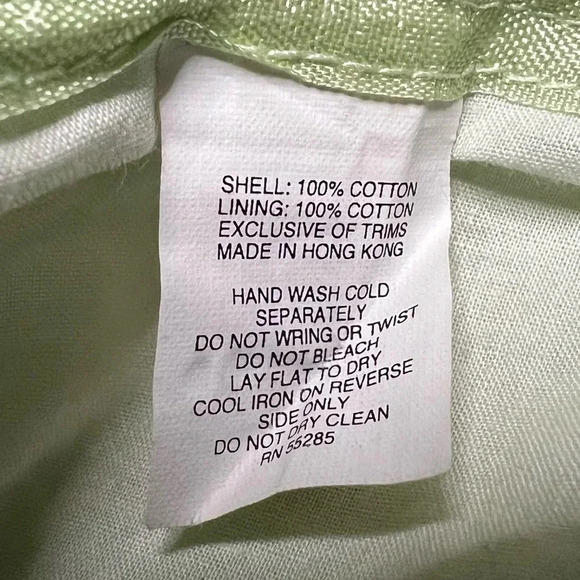 SHELL: 100% COTTON
LINING: 100% COTTON
EXCLUSIVE OF TRIMS
MADE IN HONG KONG
HAND WASH COLD
SEPARATELY
DO NOT WRING OR TWIST
DO NOT BLEACH
LAY FLAT TO DRY
COOL IRON ON REVERSE
SIDE ONLY
DO NOT DRY CLEAN
RN 55285